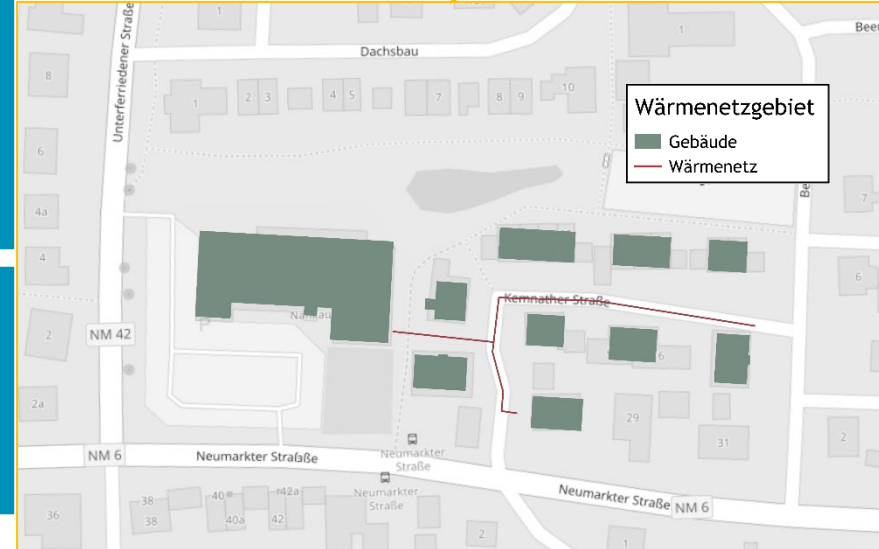 Unterferriedener Straße
1
Dachsbau
1
Beer
8
1
2
3
4
5
7
8
9
10
Wärmenetzgebiet
Gebäude
Wärmenetz
6
4a
7
4
6
Kemnather Straße
2
NM 42
6
2a
29
31
2
NM 6
Neumarkter Straße
Neumarkter
Straße
Neumarkter
Straße
Neumarkter Straße
NM 6
36
38
38
40
40a
42a
42
2
1